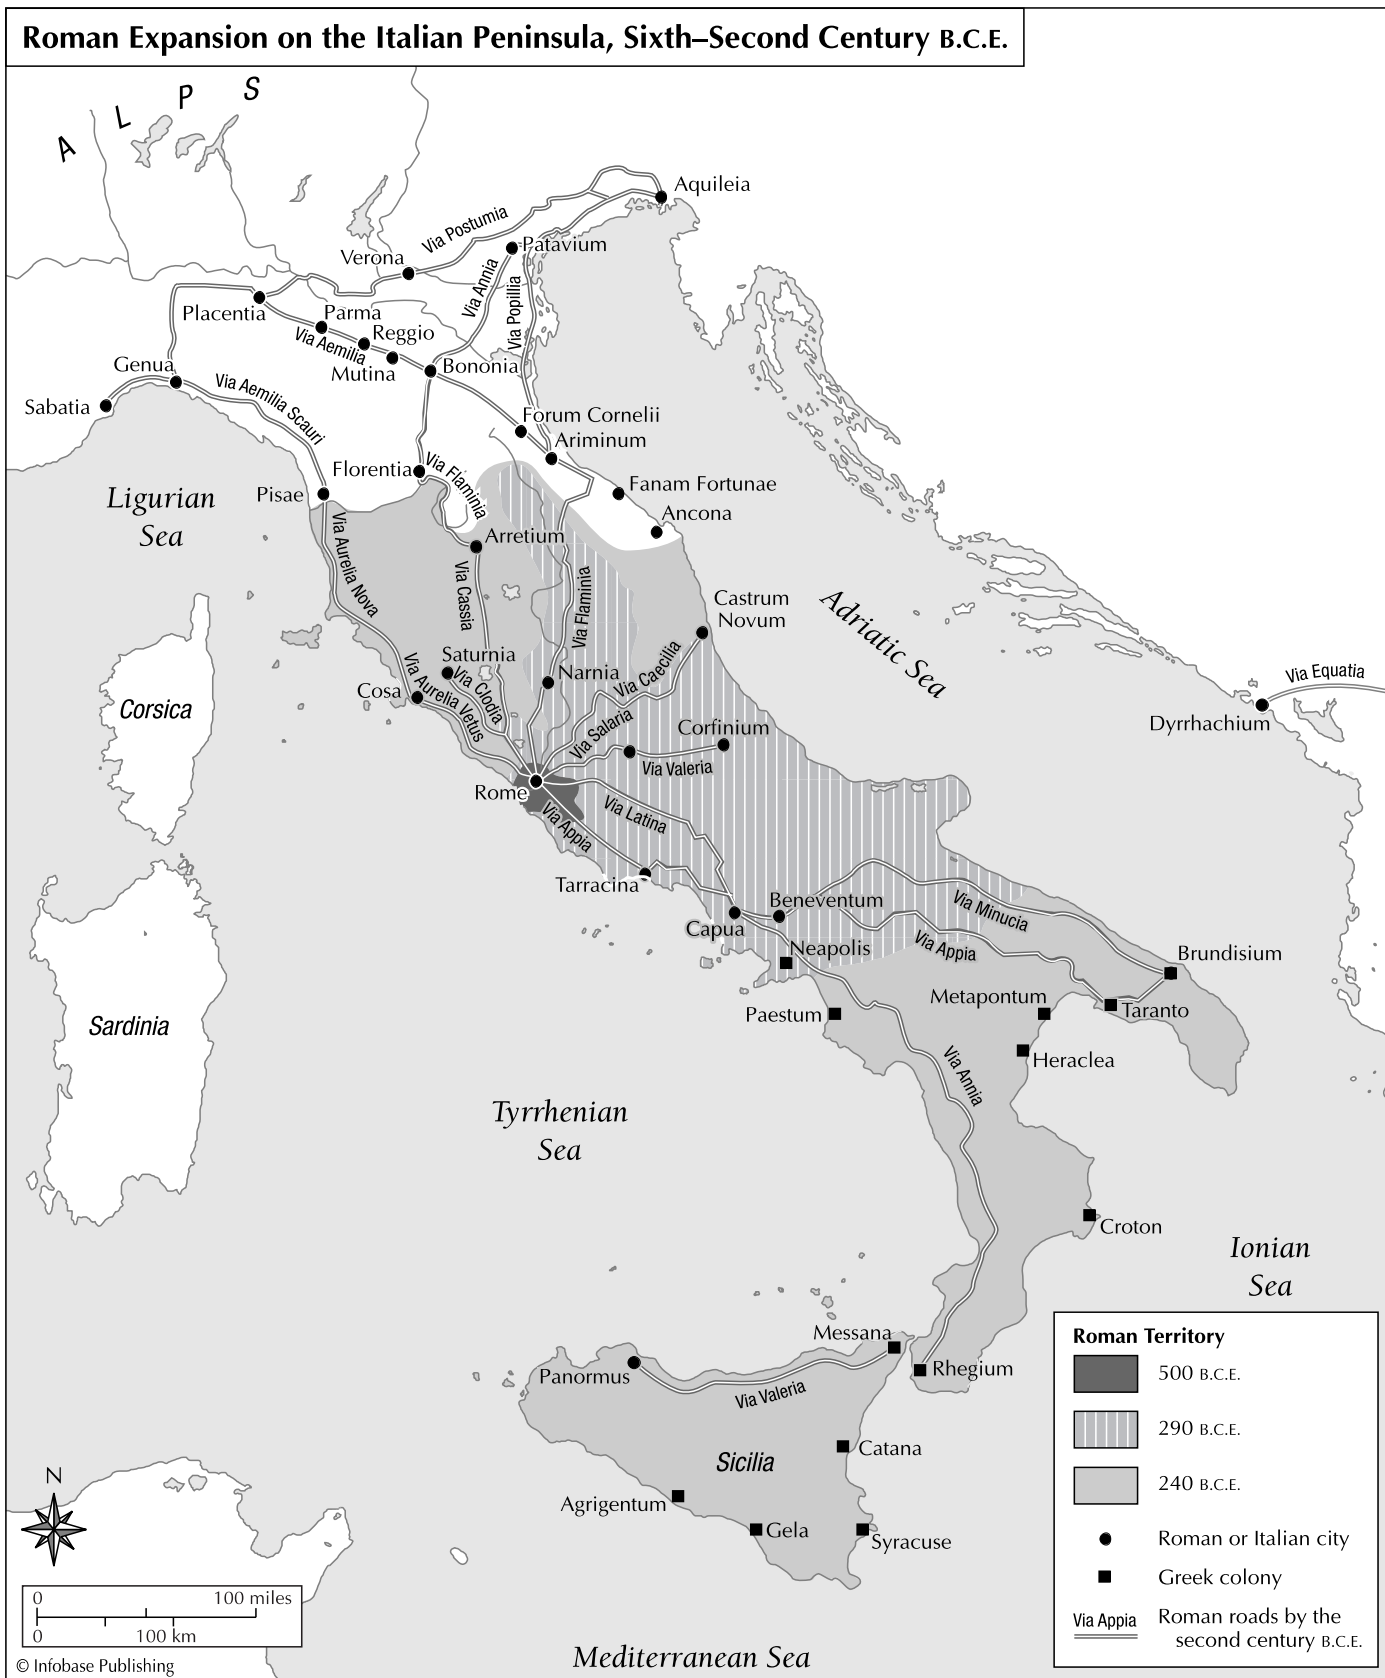 Roman Expansion on the Italian Peninsula, Sixth–Second Century B.C.E.
A L P S
Aquileia
Via Postumia
Patavium
Verona
Via Annia
Via Popillia
Placentia
Parma
Reggio
Via Aemilia
Mutina
Bononia
Genua
Via Aemilia Scauri
Sabatia
Forum Cornelii
Ariminum
Florentia
Via Flaminia
Fanam Fortunae
Pisae
Ligurian
Sea
Ancona
Arretium
Via Aurelia Nova
Via Cassia
Via Flaminia
Castrum
Novum
Adriatic Sea
Saturnia
Via Clodia
Narnia
Via Caecilia
Via Equatia
Cosa
Via Aurelia Vetus
Corsica
Via Salaria
Corfinium
Dyrrhachium
Via Valeria
Rome
Via Appia
Via Latina
Tarracina
Beneventum
Via Minucia
Capua
Neapolis
Via Appia
Brundisium
Metapontum
Paestum
Taranto
Sardinia
Heraclea
Via Annia
Tyrrhenian
Sea
Croton
Ionian
Sea
Messana
Rhegium
Panormus
Via Valeria
Catana
Sicilia
Agrigentum
Gela
Syracuse
Mediterranean Sea
Roman Territory
500 B.C.E.
290 B.C.E.
240 B.C.E.
Roman or Italian city
Greek colony
Via Appia Roman roads by the
second century B.C.E.
N
0 100 miles
0 100 km
© Infobase Publishing